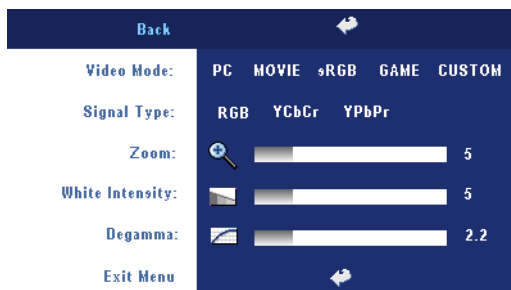 Back
Video Mode: PC MOVIE sRGB GAME CUSTOM
Signal Type: RGB YCbCr YPbPr
Zoom: 5
White Intensity: 5
Degamma: 2.2
Exit Menu